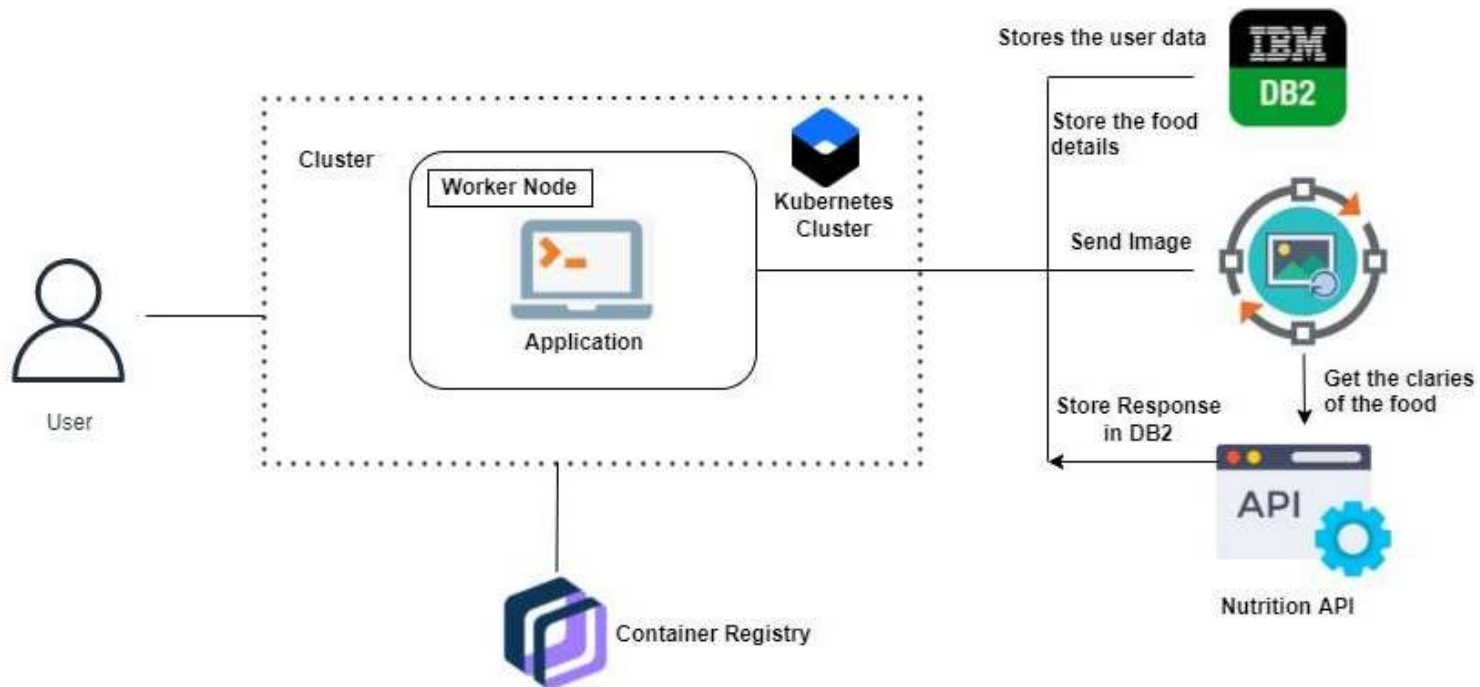 Stores the user data
IBM
DB2
Store the food
details
Cluster
Worker Node
Kubernetes
Cluster
Send Image
Application
User
Get the claries
of the food
Store Response
in DB2
API
Nutrition API
Container Registry